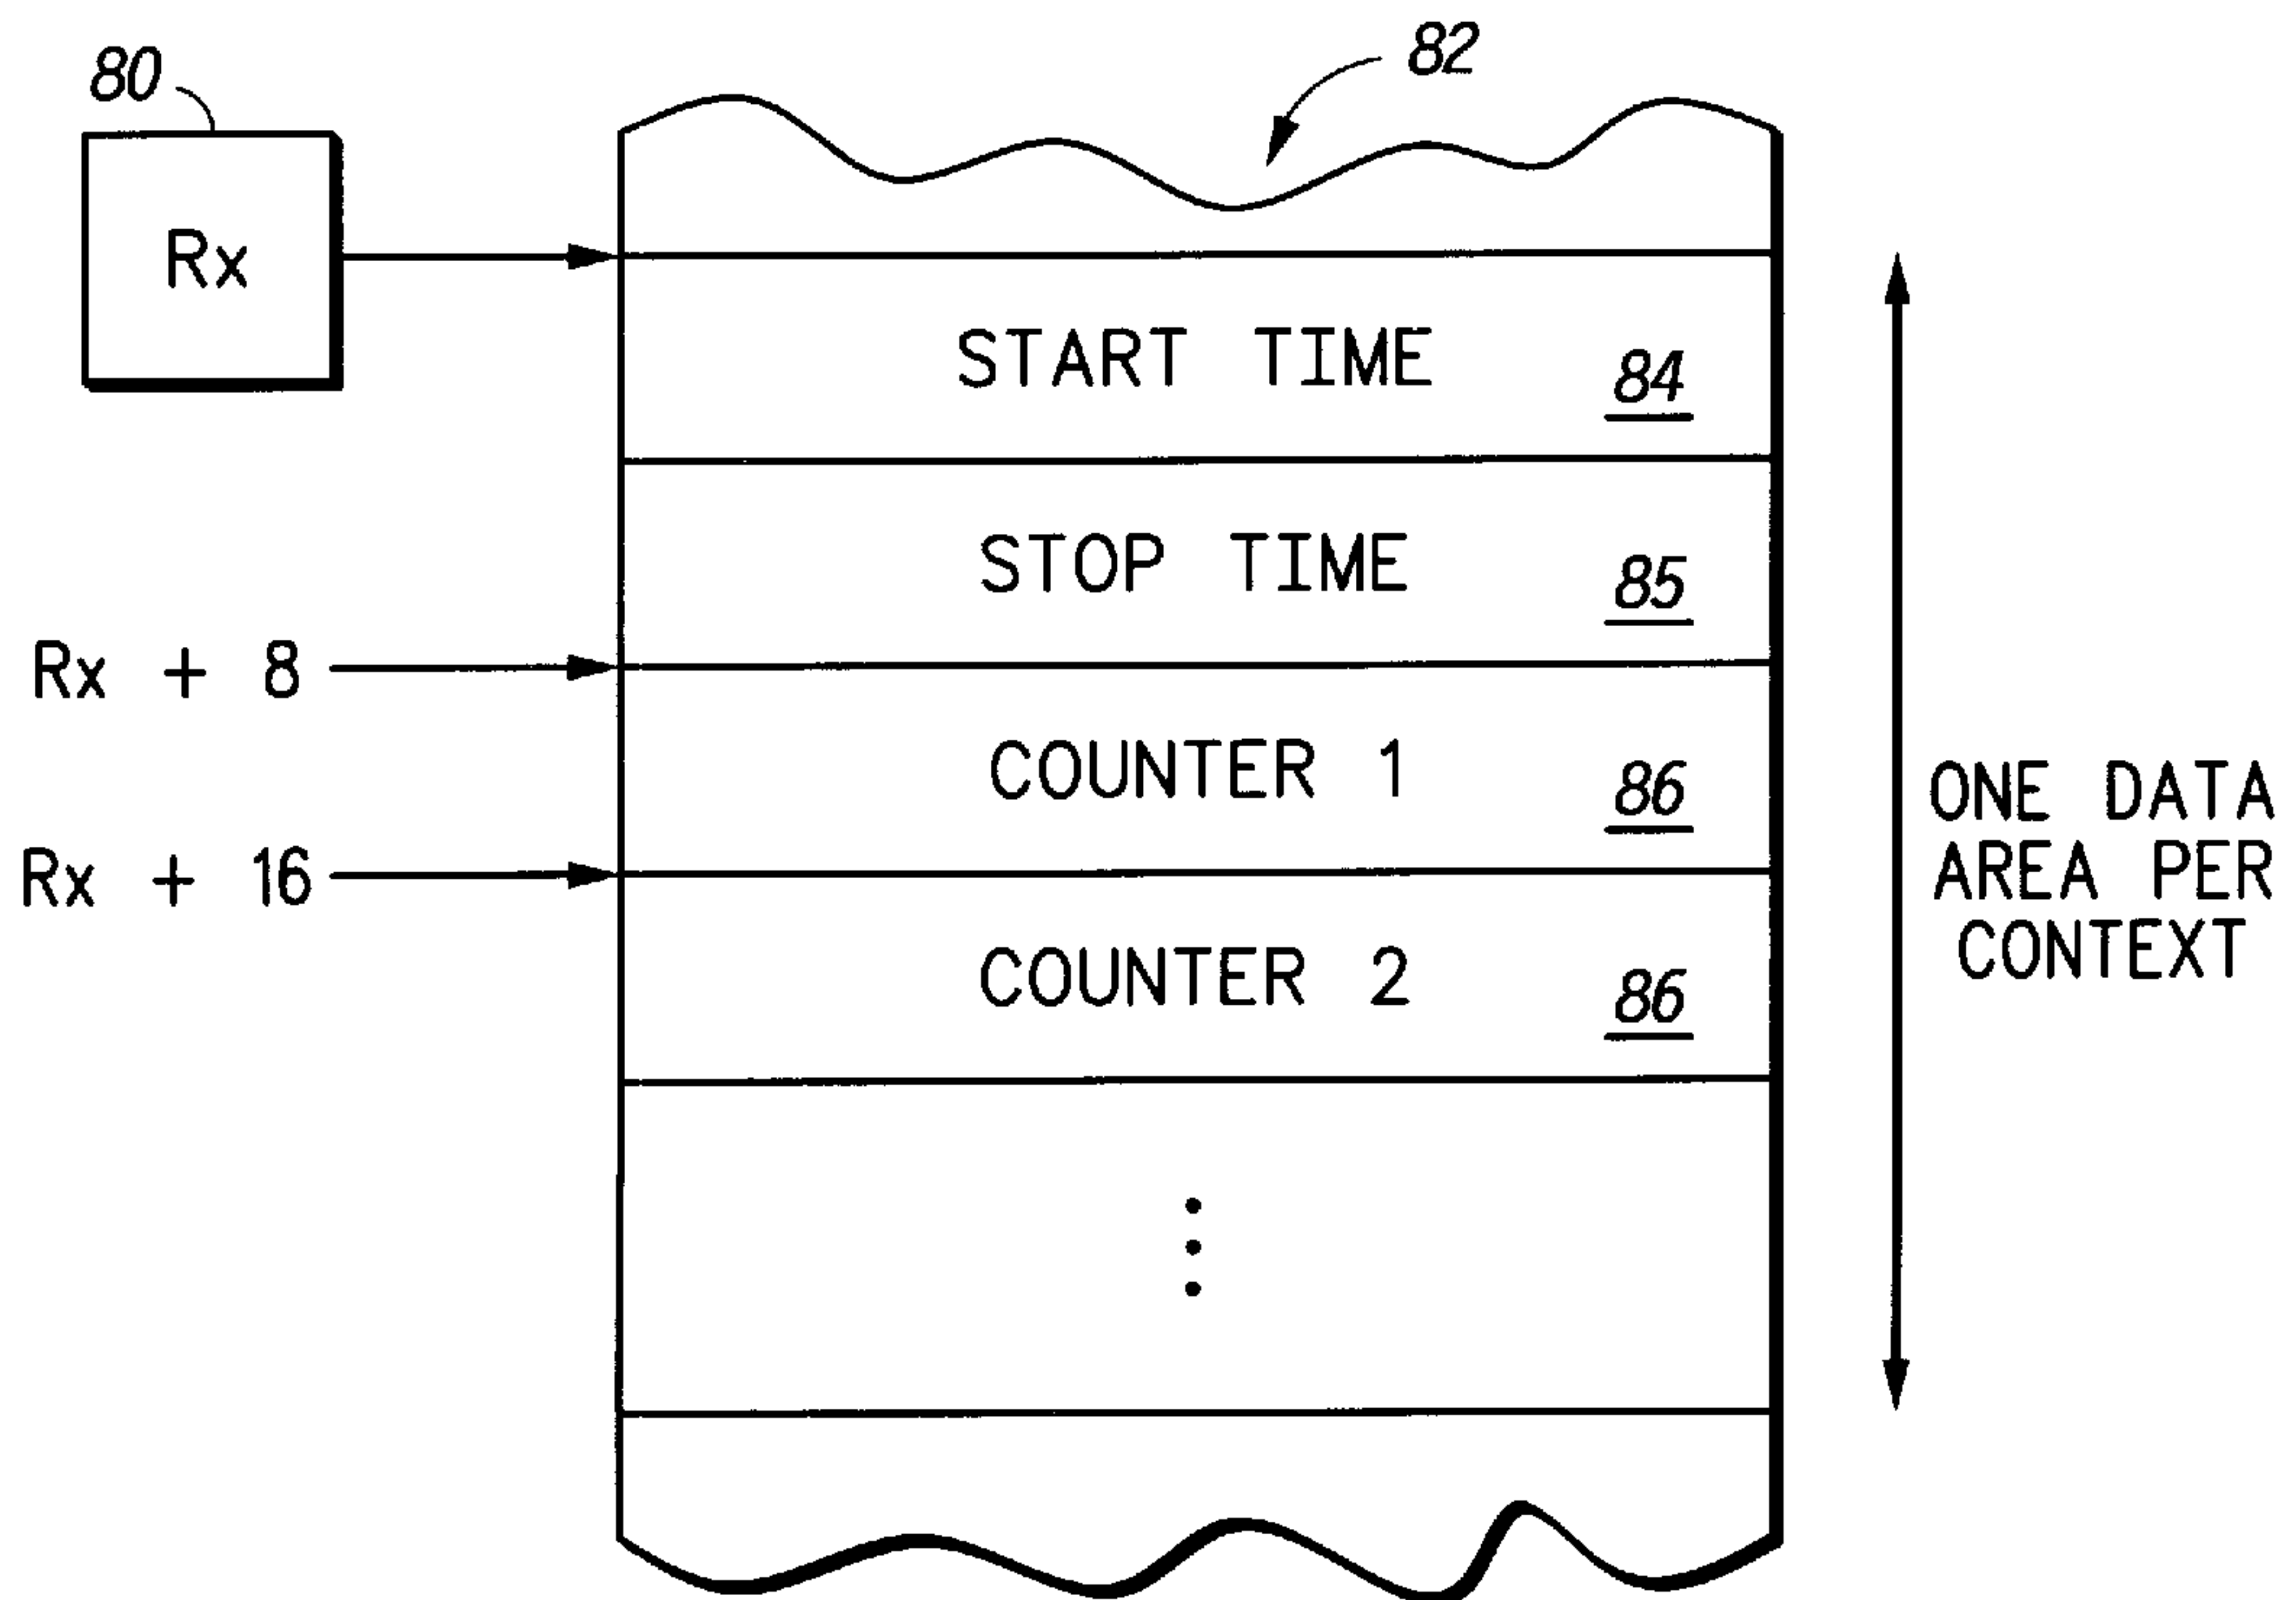 80
82
Rx
START TIME 84
STOP TIME 85
Rx + 8
COUNTER 1 86
Rx + 16
COUNTER 2 86
ONE DATA
AREA PER
CONTEXT